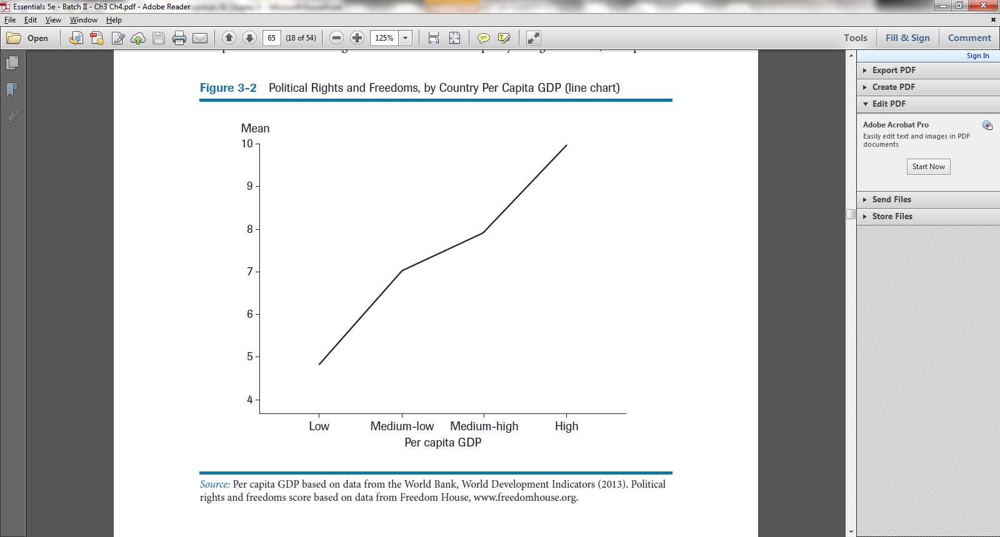 Essentials 5e - Batch II - Ch3 Ch4.pdf - Adobe Reader
File Edit View Window Help
Open 65 (18 of 54) 125% Tools Fill & Sign Comment
Sign In
Export PDF
Create PDF
Edit PDF
Adobe Acrobat Pro
Easily edit text and images in PDF
documents
Start Now
Send Files
Store Files
Figure 3-2 Political Rights and Freedoms, by Country Per Capita GDP (line chart)
Mean
10
9
8
7
6
5
4
Low Medium-low Medium-high High
Per capita GDP
Source: Per capita GDP based on data from the World Bank, World Development Indicators (2013). Political
rights and freedoms score based on data from Freedom House, www.freedomhouse.org.